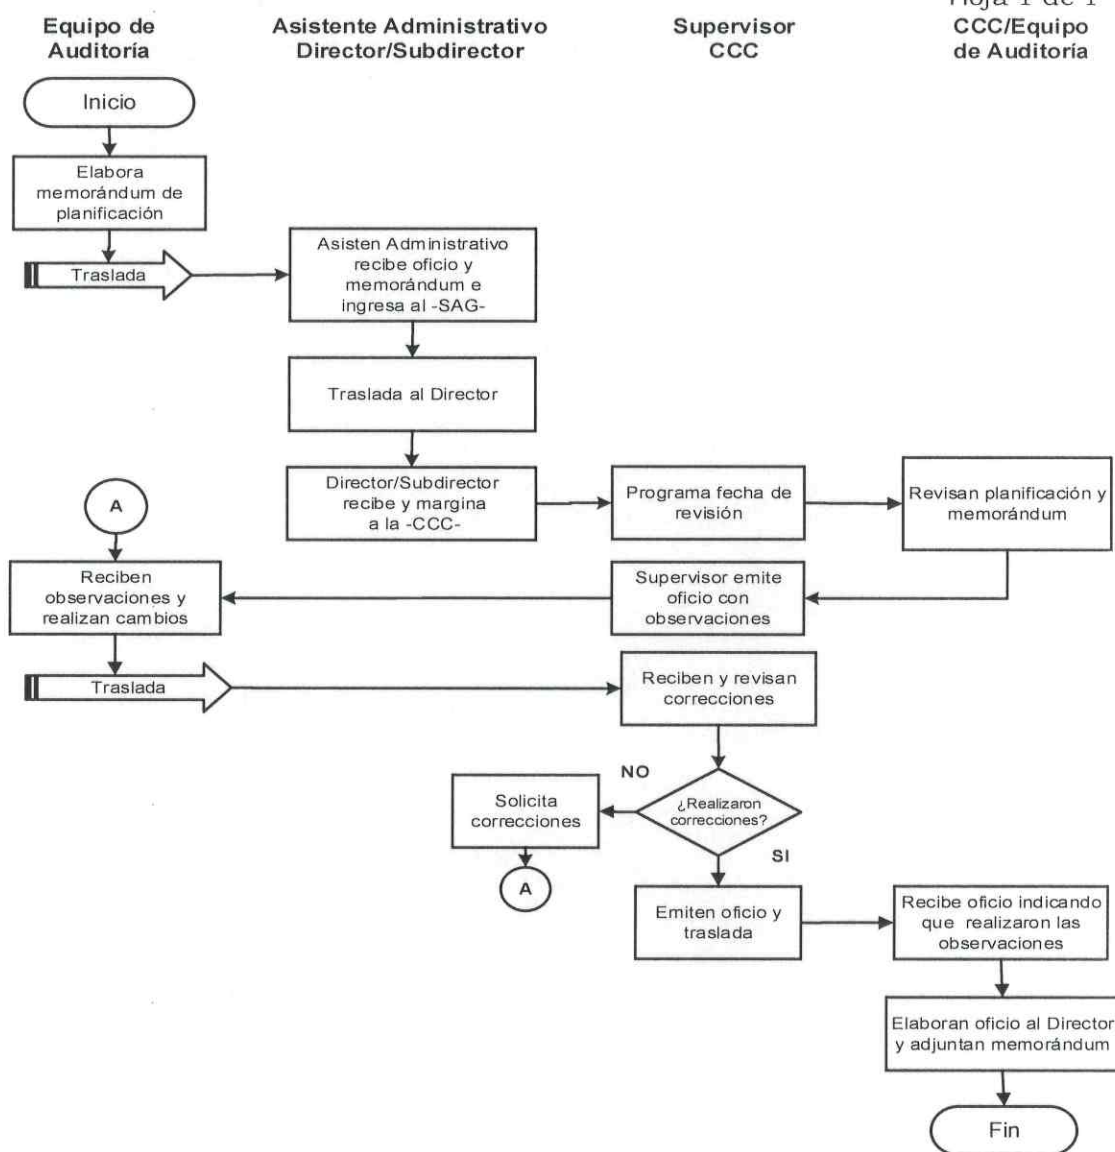 Hoja 1 de 1
Equipo de
Auditoría
Asistente Administrativo
Director/Subdirector
Supervisor
CCC
CCC/Equipo
de Auditoría
Inicio
Elabora
memorándum de
planificación
Traslada
Asisten Administrativo
recibe oficio y
memorándum e
ingresa al -SAG-
Traslada al Director
Director/Subdirector
recibe y margina
a la -CCC-
Programa fecha de
revisión
Revisan planificación y
memorándum
A
Reciben
observaciones y
realizan cambios
Supervisor emite
oficio con
observaciones
Traslada
Reciben y revisan
correcciones
NO
¿Realizaron
correcciones?
Solicita
correcciones
SI
A
Emiten oficio y
traslada
Recibe oficio indicando
que realizaron las
observaciones
Elaboran oficio al Director
y adjuntan memorándum
Fin